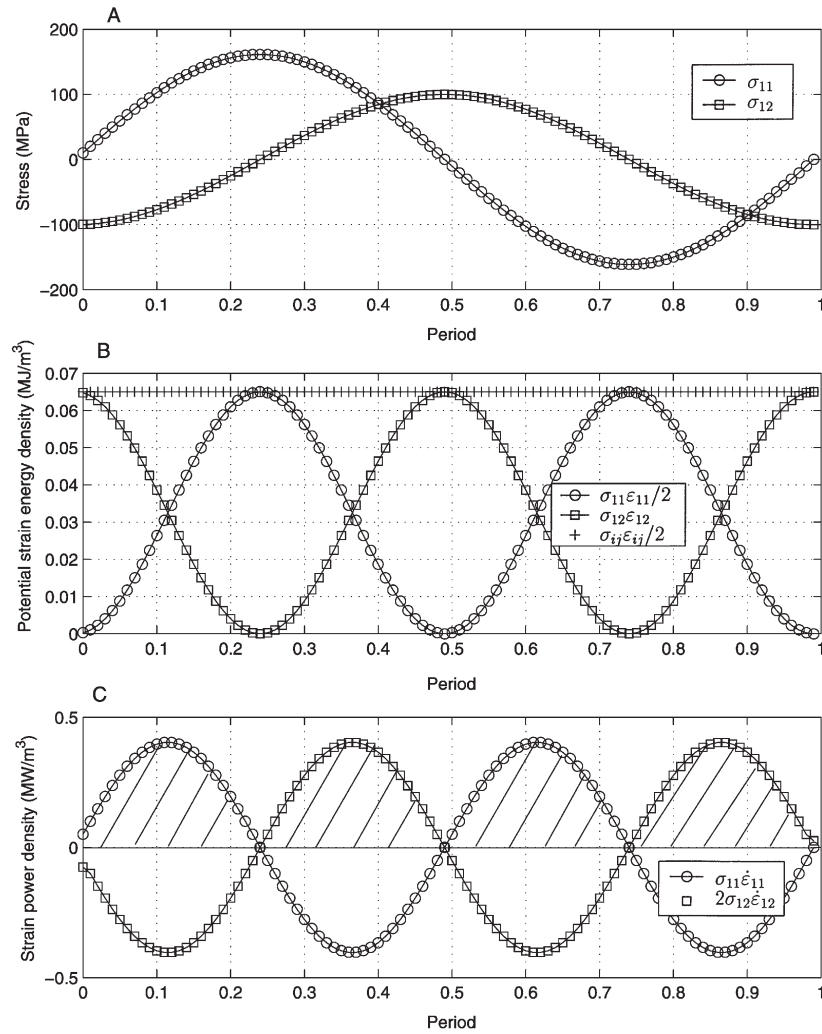 A
200
100
0
−100
−200
Stress (MPa)
σ₁₁
σ₁₂
0 0.1 0.2 0.3 0.4 0.5 0.6 0.7 0.8 0.9 1
Period
B
0.07
0.06
0.05
0.04
0.03
0.02
0.01
0
Potential strain energy density (MJ/m³)
σ₁₁ε₁₁/2
σ₁₂ε₁₂
σᵢⱼεᵢⱼ/2
0 0.1 0.2 0.3 0.4 0.5 0.6 0.7 0.8 0.9 1
Period
C
0.5
0
−0.5
Strain power density (MW/m³)
σ₁₁ε̇₁₁
2σ₁₂ε̇₁₂
0 0.1 0.2 0.3 0.4 0.5 0.6 0.7 0.8 0.9 1
Period